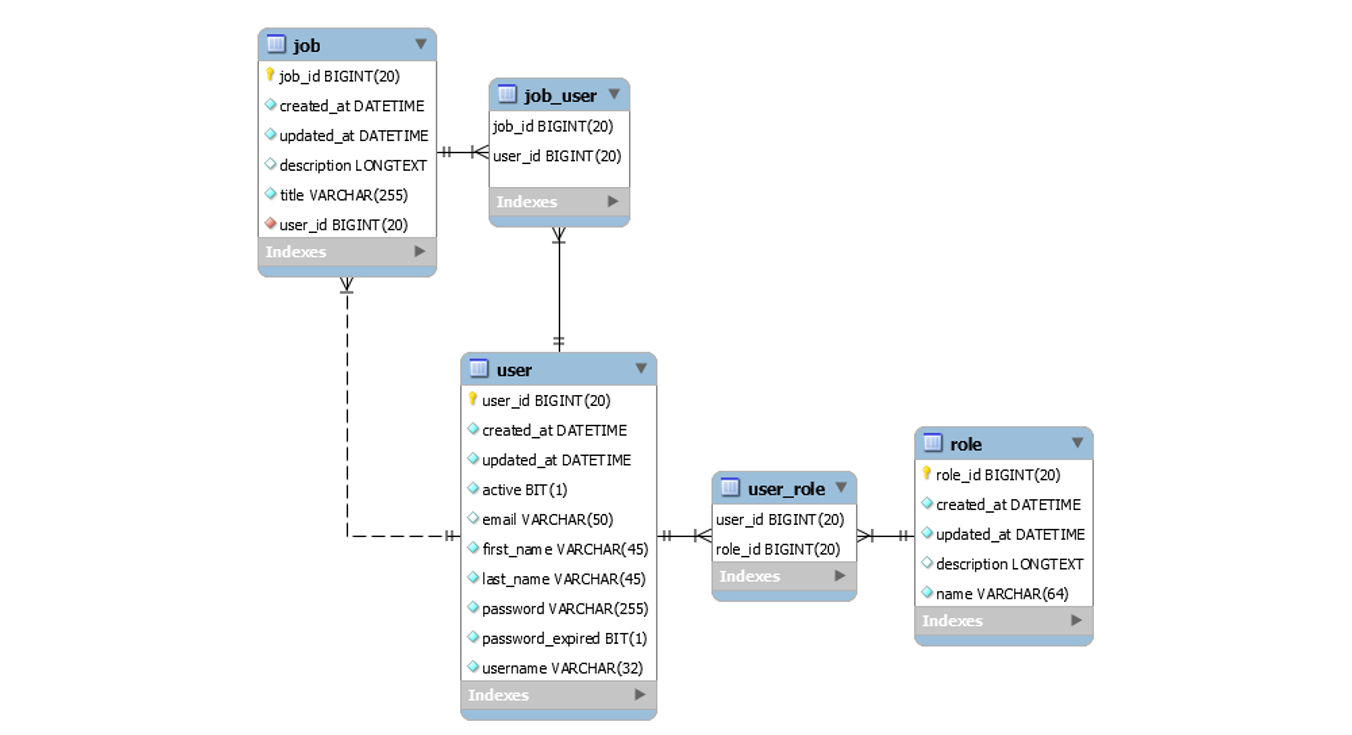 job
job_id BIGINT(20)
created_at DATETIME
updated_at DATETIME
description LONGTEXT
title VARCHAR(255)
user_id BIGINT(20)
Indexes
job_user
job_id BIGINT(20)
user_id BIGINT(20)
Indexes
user
user_id BIGINT(20)
created_at DATETIME
updated_at DATETIME
active BIT(1)
email VARCHAR(50)
first_name VARCHAR(45)
last_name VARCHAR(45)
password VARCHAR(255)
password_expired BIT(1)
username VARCHAR(32)
Indexes
user_role
user_id BIGINT(20)
role_id BIGINT(20)
Indexes
role
role_id BIGINT(20)
created_at DATETIME
updated_at DATETIME
description LONGTEXT
name VARCHAR(64)
Indexes